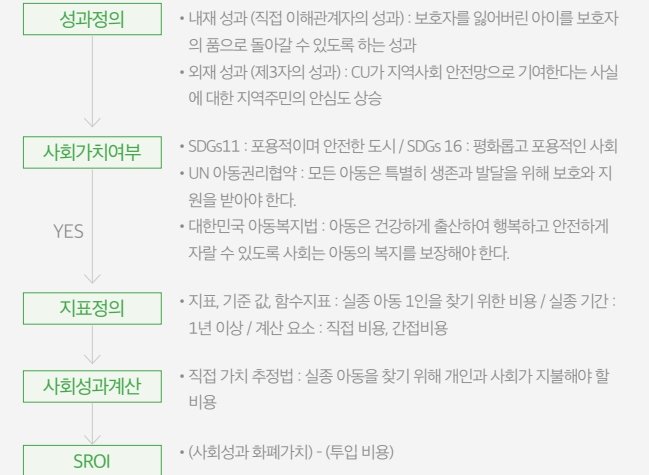 성과정의
• 내재 성과 (직접 이해관계자의 성과) : 보호자를 잃어버린 아이를 보호자
의 품으로 돌아갈 수 있도록 하는 성과
• 외재 성과 (제3자의 성과) : CU가 지역사회 안전망으로 기여한다는 사실
에 대한 지역주민의 안심도 상승
사회가치여부
• SDGs11 : 포용적이며 안전한 도시 / SDGs 16 : 평화롭고 포용적인 사회
• UN 아동권리협약 : 모든 아동은 특별히 생존과 발달을 위해 보호와 지
원을 받아야 한다.
• 대한민국 아동복지법 : 아동은 건강하게 출산하여 행복하고 안전하게
자랄 수 있도록 사회는 아동의 복지를 보장해야 한다.
YES
지표정의
• 지표, 기준 값, 함수지표 : 실종 아동 1인을 찾기 위한 비용 / 실종 기간 :
1년 이상 / 계산 요소 : 직접 비용, 간접비용
사회성과계산
• 직접 가치 추정법 : 실종 아동을 찾기 위해 개인과 사회가 지불해야 할
비용
SROI
• (사회성과 화폐가치) - (투입 비용)